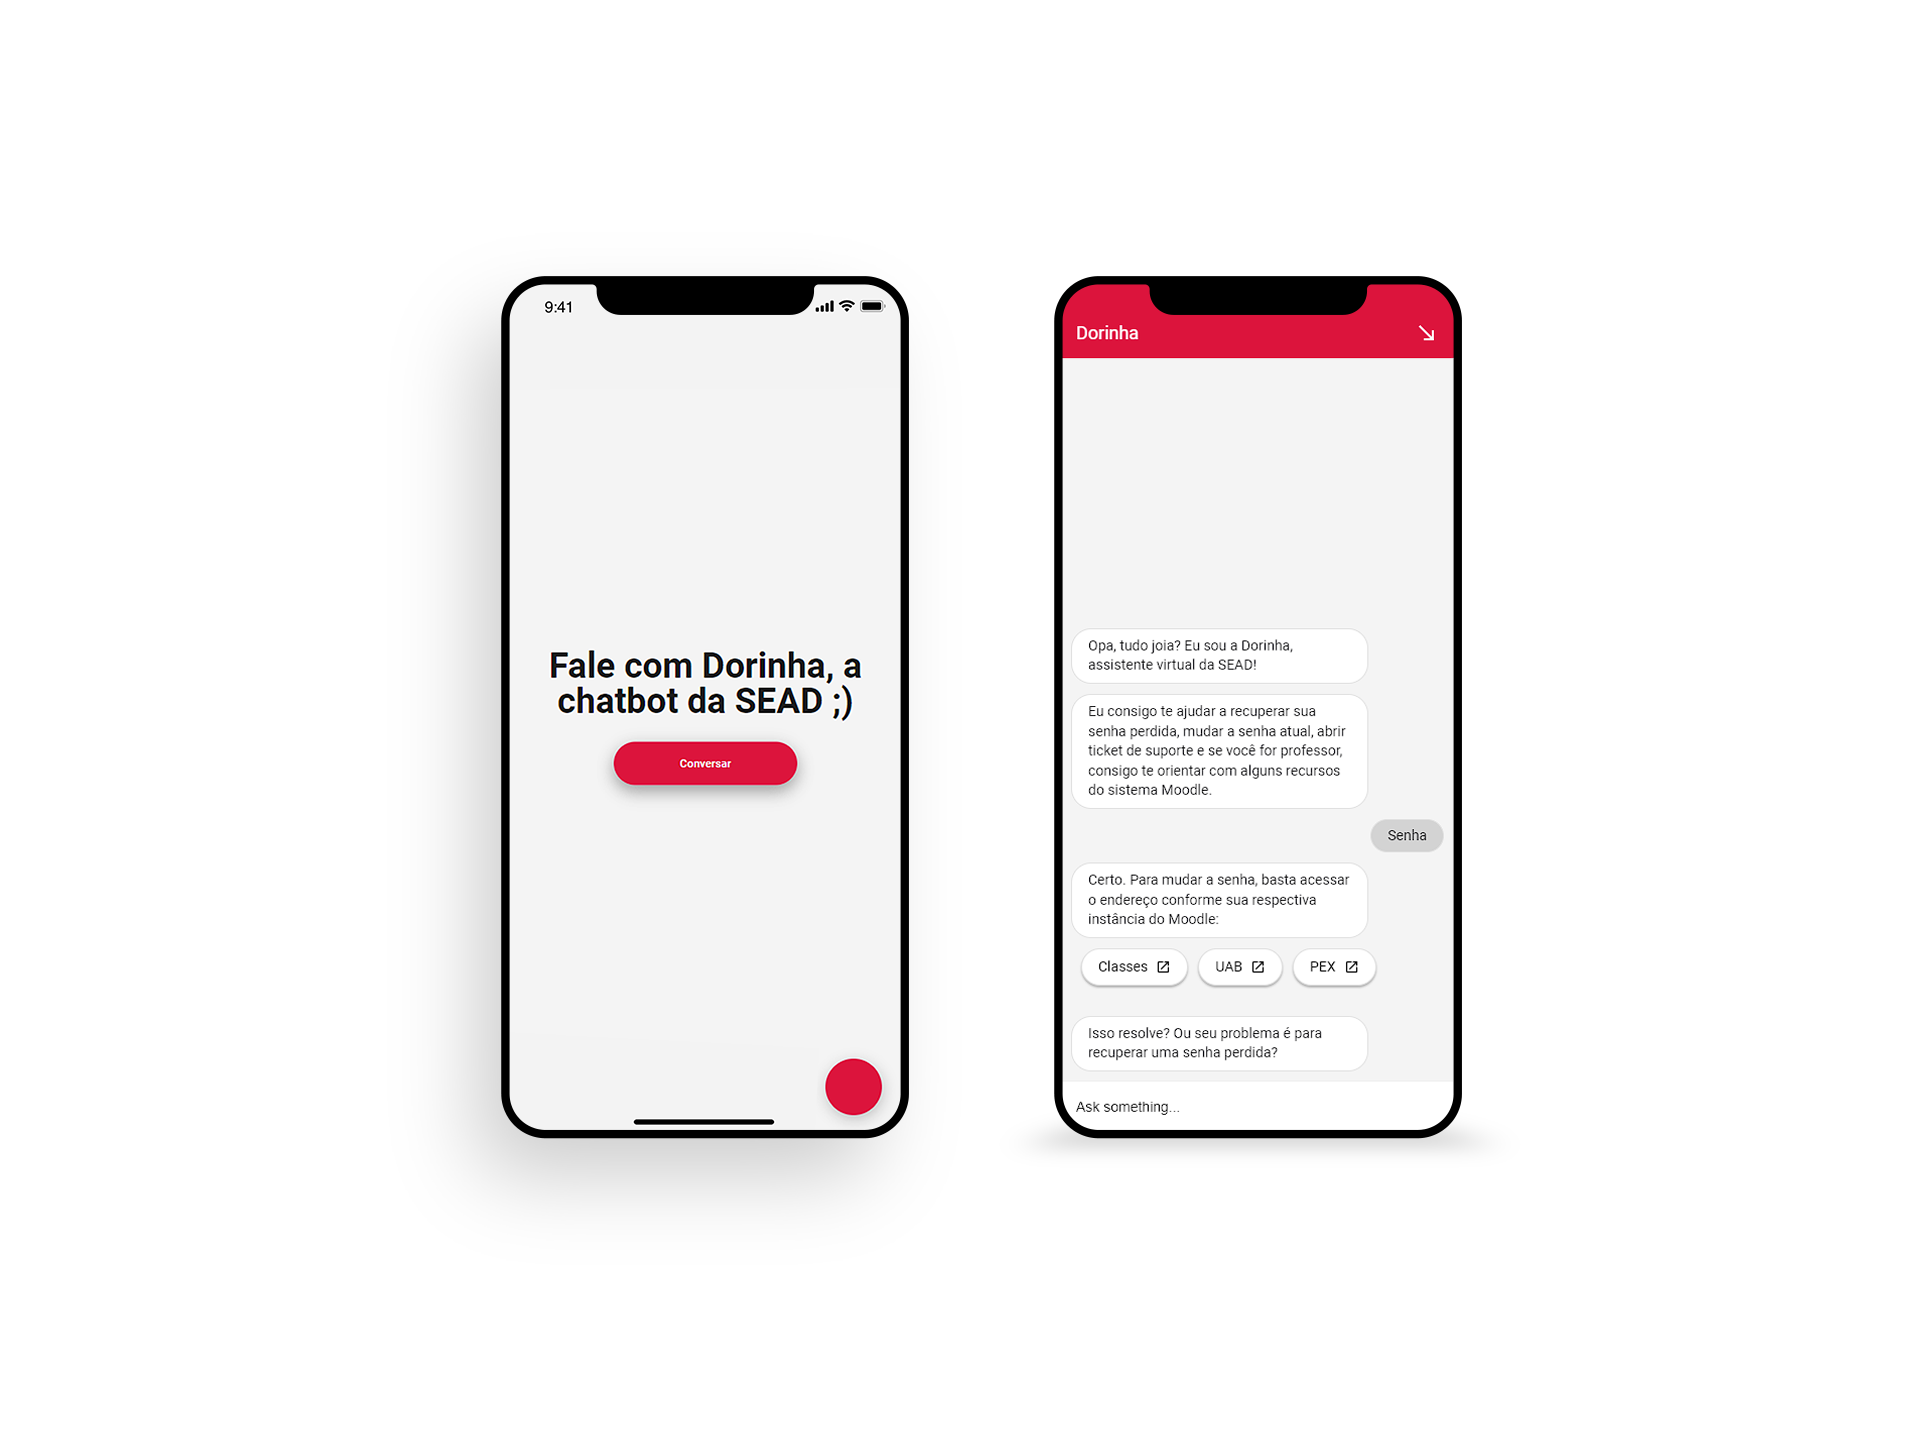 9:41
Fale com Dorinha, a
chatbot da SEAD ;)
Conversar
Dorinha
Opa, tudo joia? Eu sou a Dorinha,
assistente virtual da SEAD!
Eu consigo te ajudar a recuperar sua
senha perdida, mudar a senha atual, abrir
ticket de suporte e se você for professor,
consigo te orientar com alguns recursos
do sistema Moodle.
Senha
Certo. Para mudar a senha, basta acessar
o endereço conforme sua respectiva
instância do Moodle:
Classes
UAB
PEX
Isso resolve? Ou seu problema é para
recuperar uma senha perdida?
Ask something...